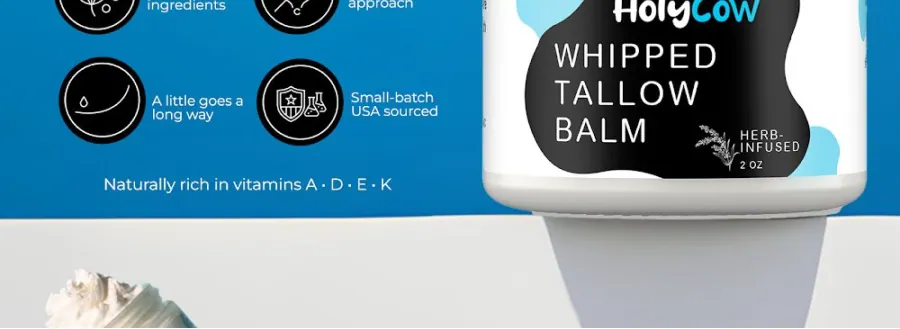 ingredients
approach
A little goes a
long way
Small-batch
USA sourced
Naturally rich in vitamins A • D • E • K
HolyCow
WHIPPED
TALLOW
BALM
HERB-
INFUSED
2 OZ